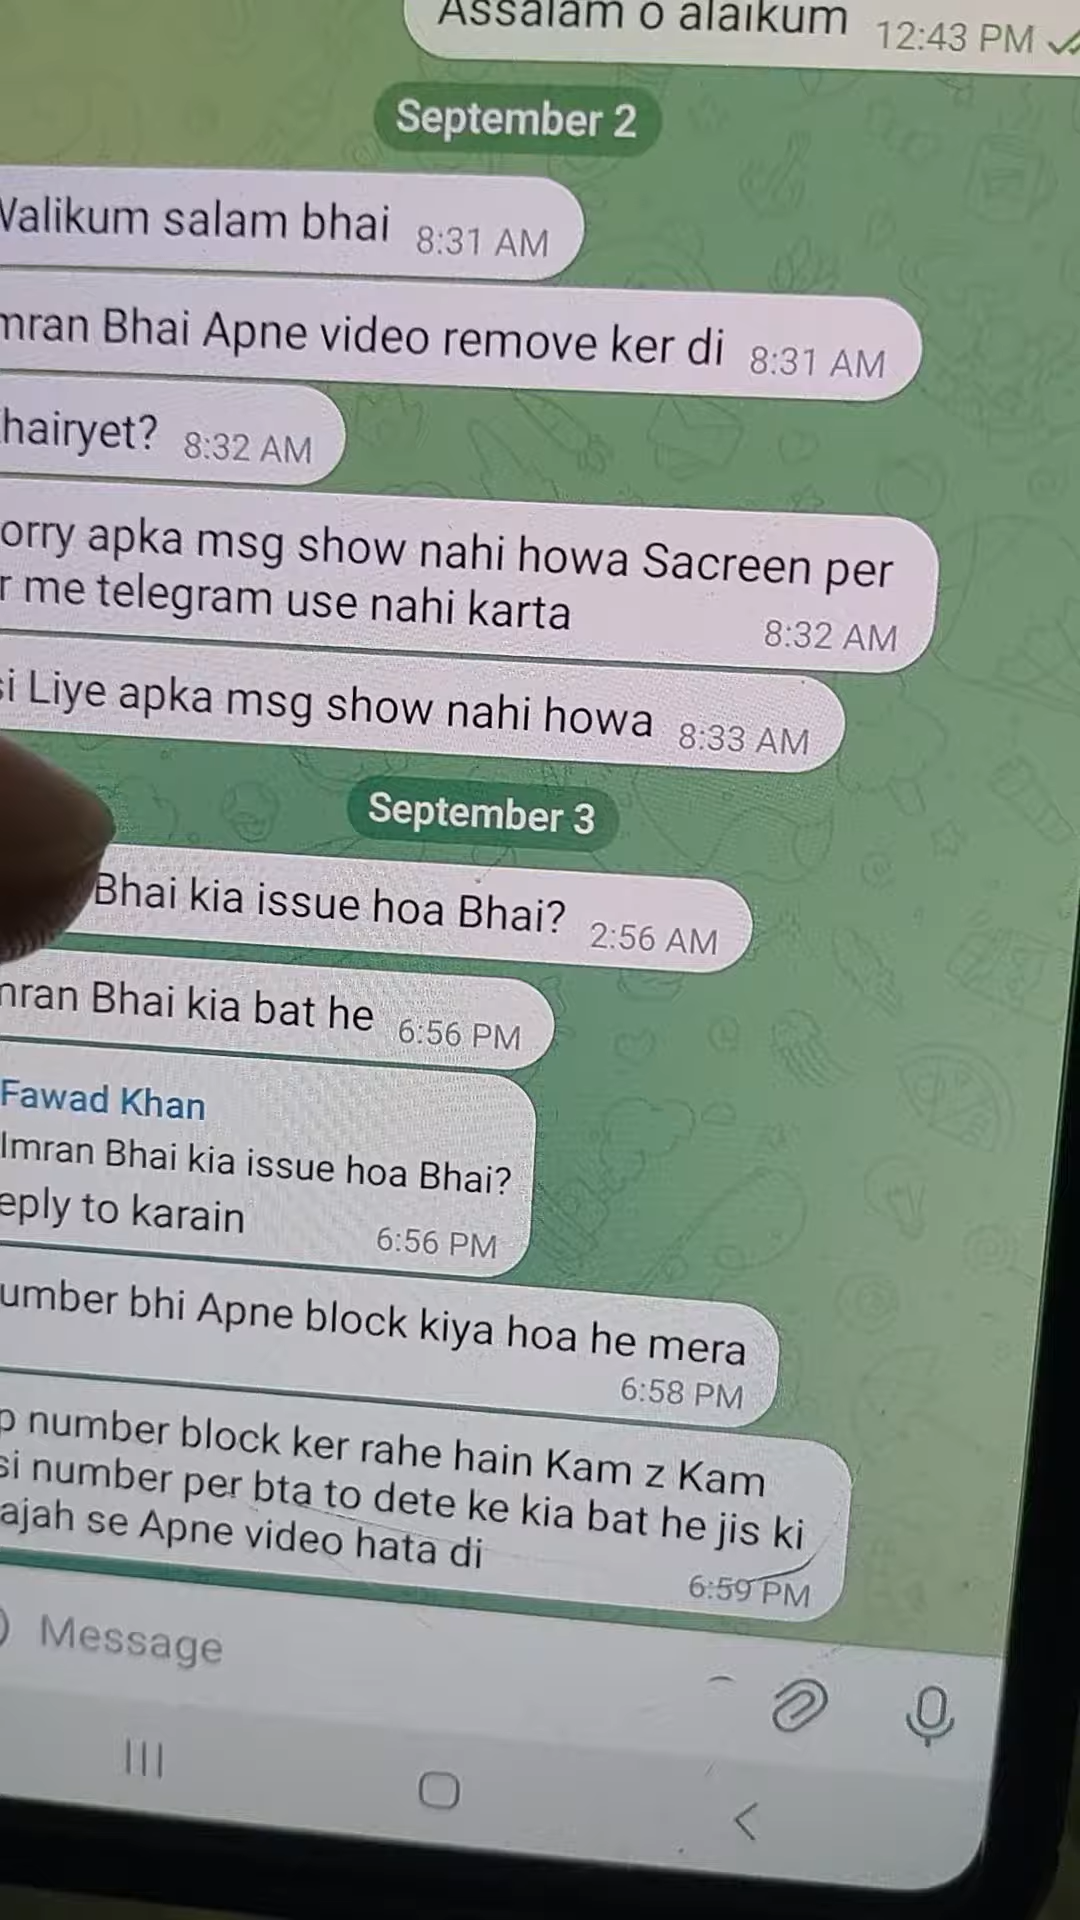 Assalam o alaikum 12:43 PM
September 2
Walikum salam bhai 8:31 AM
mran Bhai Apne video remove ker di 8:31 AM
hairyet? 8:32 AM
orry apka msg show nahi howa Sacreen per
r me telegram use nahi karta
8:32 AM
si Liye apka msg show nahi howa 8:33 AM
September 3
Bhai kia issue hoa Bhai? 2:56 AM
mran Bhai kia bat he 6:56 PM
Fawad Khan
Imran Bhai kia issue hoa Bhai?
eply to karain 6:56 PM
umber bhi Apne block kiya hoa he mera
6:58 PM
p number block ker rahe hain Kam z Kam
si number per bta to dete ke kia bat he jis ki
ajah se Apne video hata di
6:59 PM
Message